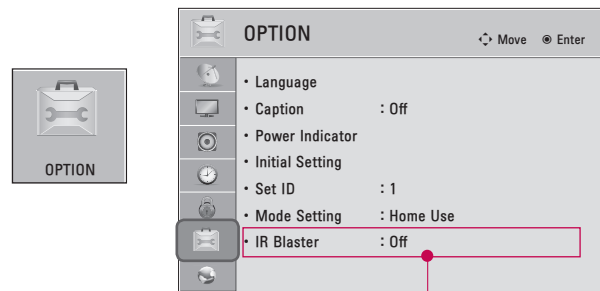 OPTION
OPTION
Move Enter
• Language
• Caption : Off
• Power Indicator
• Initial Setting
• Set ID : 1
• Mode Setting : Home Use
• IR Blaster : Off